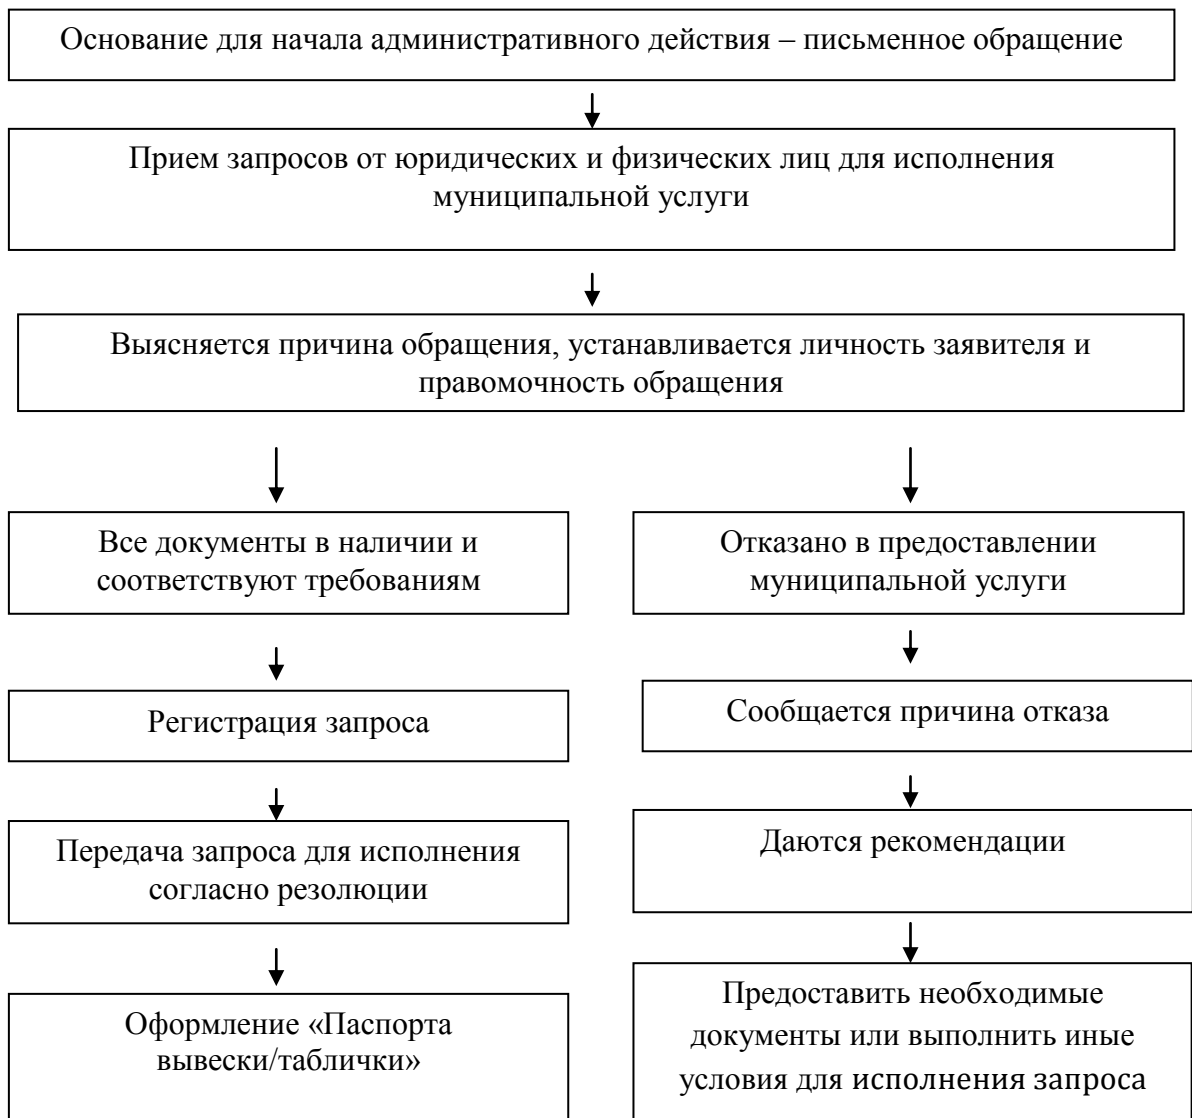 Основание для начала административного действия – письменное обращение
Прием запросов от юридических и физических лиц для исполнения
муниципальной услуги
Выясняется причина обращения, устанавливается личность заявителя и
правомочность обращения
Все документы в наличии и
соответствуют требованиям
Отказано в предоставлении
муниципальной услуги
Регистрация запроса
Сообщается причина отказа
Передача запроса для исполнения
согласно резолюции
Даются рекомендации
Оформление «Паспорта
вывески/таблички»
Предоставить необходимые
документы или выполнить иные
условия для исполнения запроса